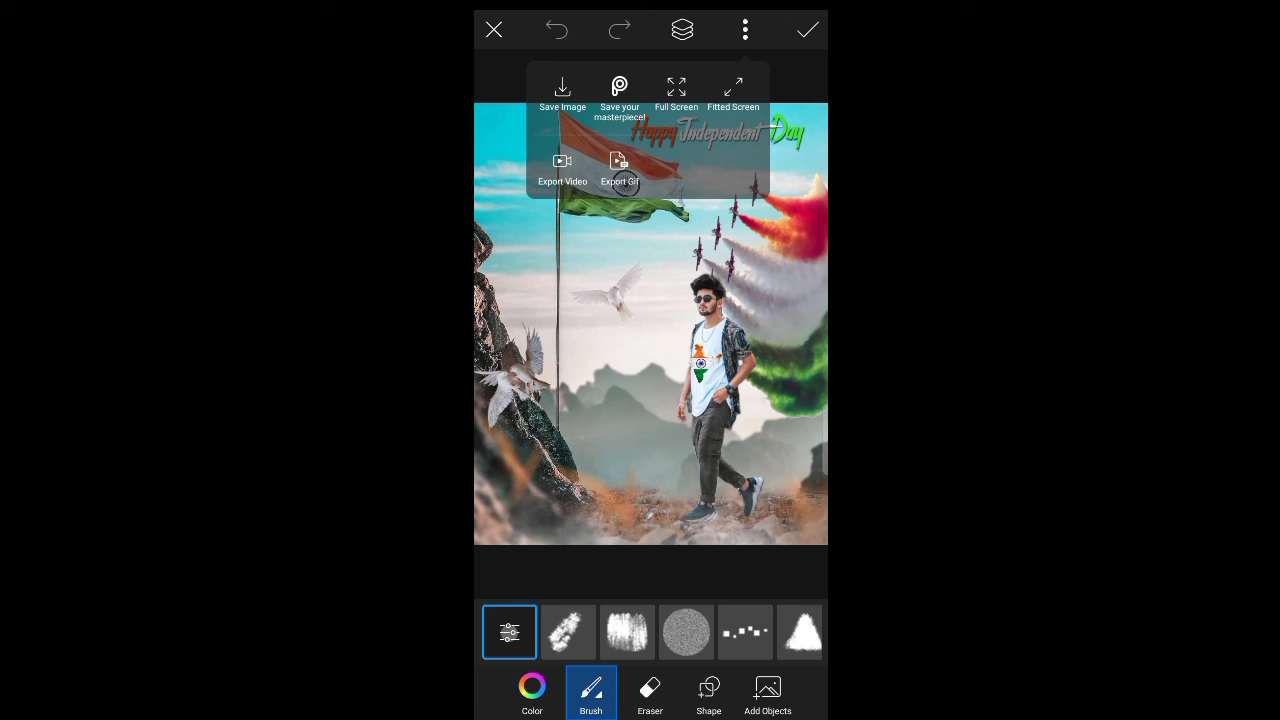 Save Image
Save your
masterpiece!
Full Screen
Fitted Screen
Happy Independent Day
Export Video
Export Gif
Color
Brush
Eraser
Shape
Add Objects